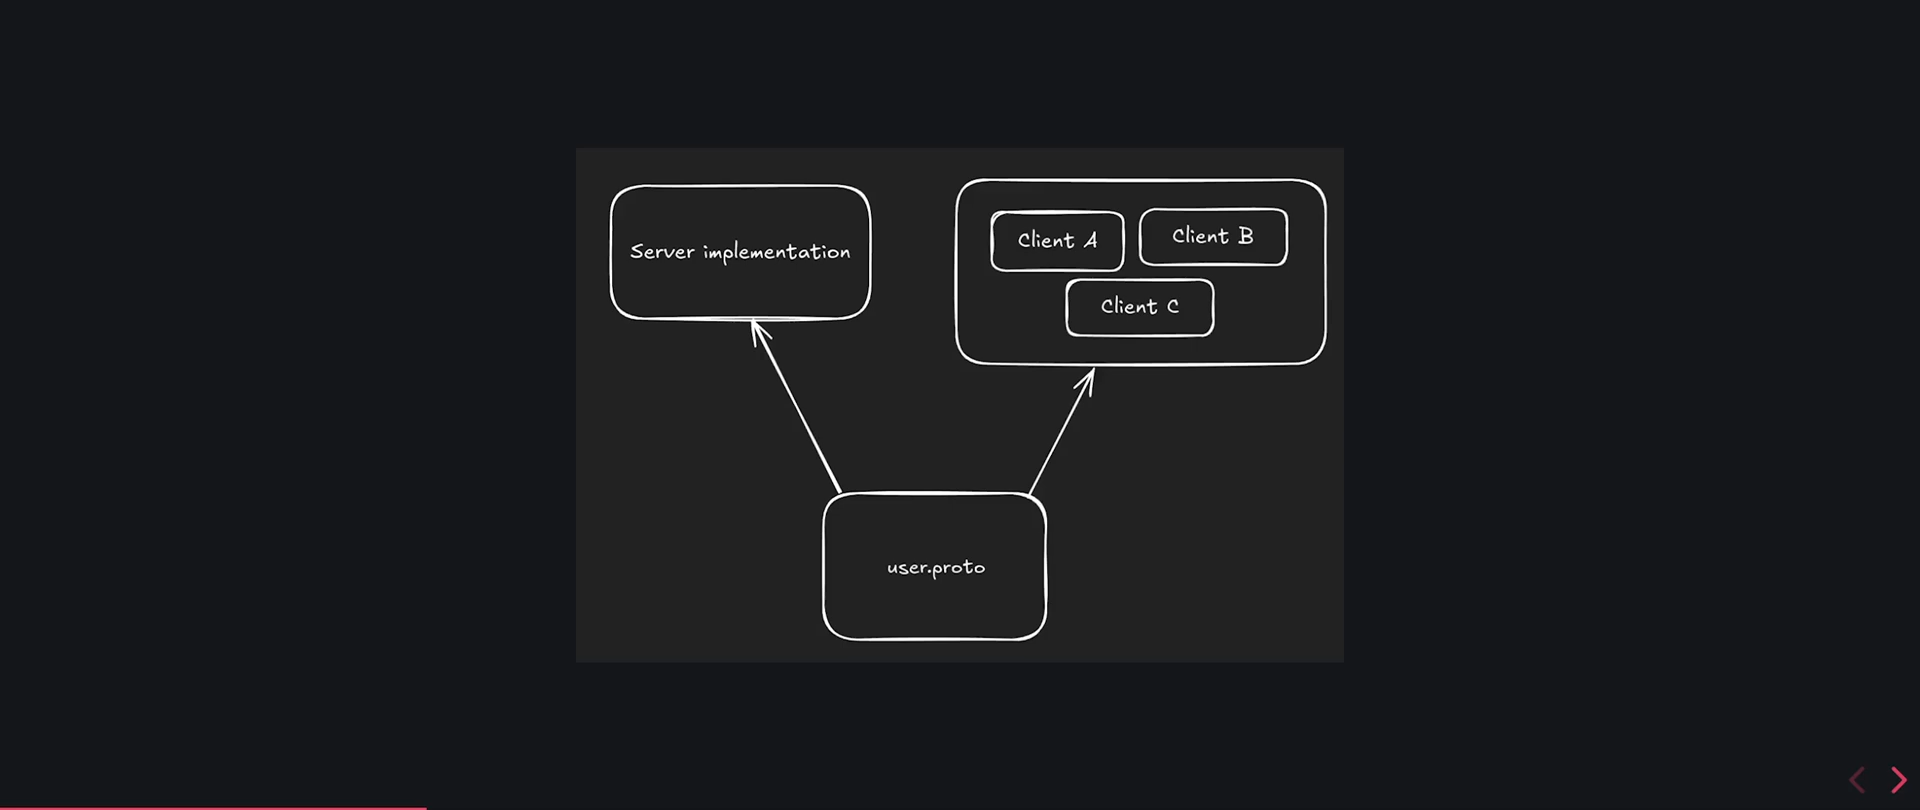 Server implementation
Client A
Client B
Client C
user.proto